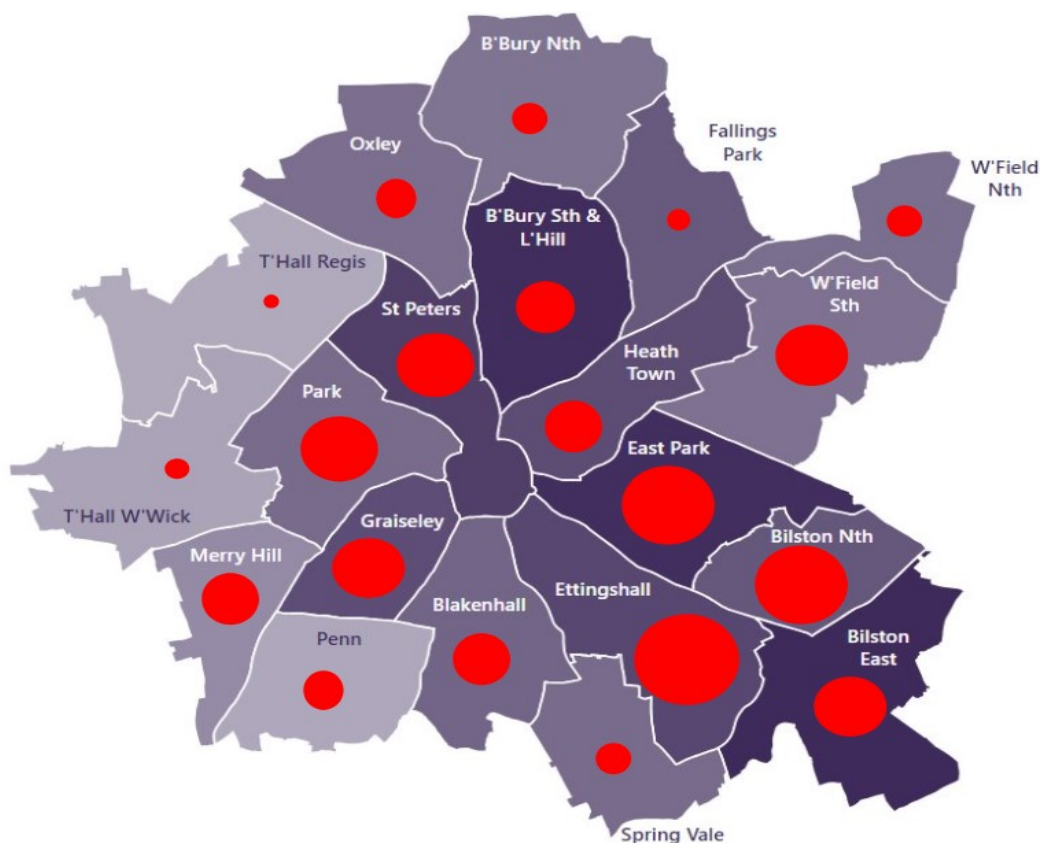 B'Bury Nth
Fallings
Park
Oxley
W'Field
Nth
B'Bury Sth &
L'Hill
T'Hall Regis
W'Field
Sth
St Peters
Heath
Town
Park
East Park
T'Hall W'Wick
Graiseley
Bilston Nth
Merry Hill
Ettingshall
Blakenhall
Penn
Bilston
East
Spring Vale